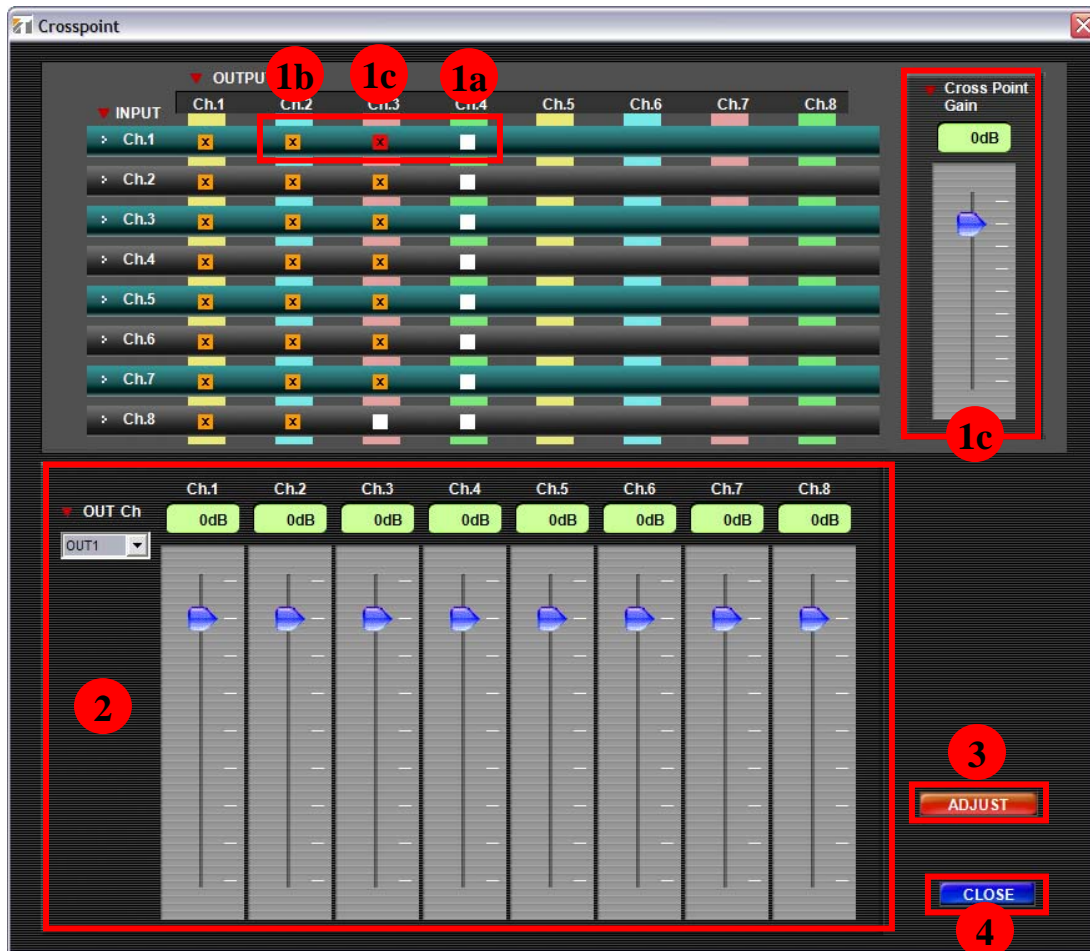 Crosspoint
OUTPUT 1b 1c 1a
Cross Point
Gain
Ch.1 Ch.2 Ch.3 Ch.4 Ch.5 Ch.6 Ch.7 Ch.8
INPUT
0dB
Ch.1 x x x
Ch.2 x x x
Ch.3 x x x
Ch.4 x x x
Ch.5 x x x
Ch.6 x x x
Ch.7 x x x
Ch.8 x x
1c
Ch.1 Ch.2 Ch.3 Ch.4 Ch.5 Ch.6 Ch.7 Ch.8
OUT Ch
0dB 0dB 0dB 0dB 0dB 0dB 0dB 0dB
OUT1
2
3
ADJUST
CLOSE
4